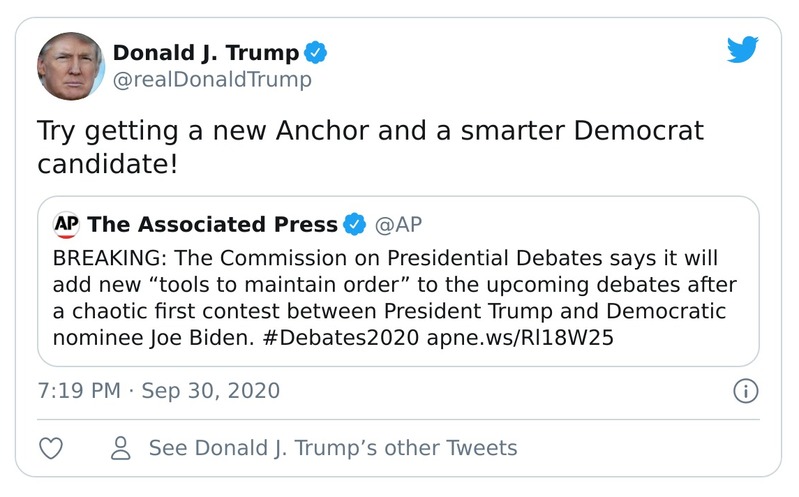 Donald J. Trump
@realDonaldTrump
Try getting a new Anchor and a smarter Democrat
candidate!
AP The Associated Press @AP
BREAKING: The Commission on Presidential Debates says it will
add new “tools to maintain order” to the upcoming debates after
a chaotic first contest between President Trump and Democratic
nominee Joe Biden. #Debates2020 apne.ws/Rl18W25
7:19 PM · Sep 30, 2020
See Donald J. Trump’s other Tweets